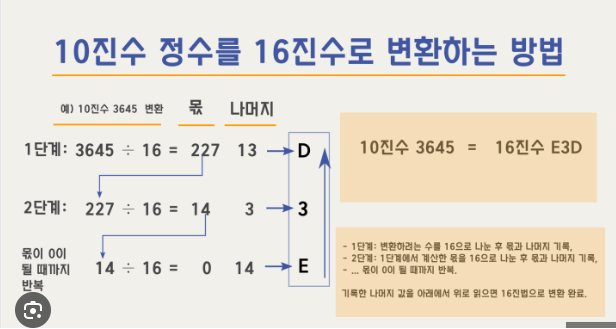 10진수 정수를 16진수로 변환하는 방법
예) 10진수 3645 변환 몫 나머지
1단계: 3645 ÷ 16 = 227 13 D
2단계: 227 ÷ 16 = 14 3 3
몫이 0이
될 때까지
반복
14 ÷ 16 = 0 14 E
10진수 3645 = 16진수 E3D
- 1단계: 변환하려는 수를 16으로 나눈 후 몫과 나머지 기록,
- 2단계: 1단계에서 계산한 몫을 16으로 나눈 후 몫과 나머지 기록,
- ... 몫이 0이 될 때까지 반복.
기록한 나머지 값을 아래에서 위로 읽으면 16진법으로 변환 완료.